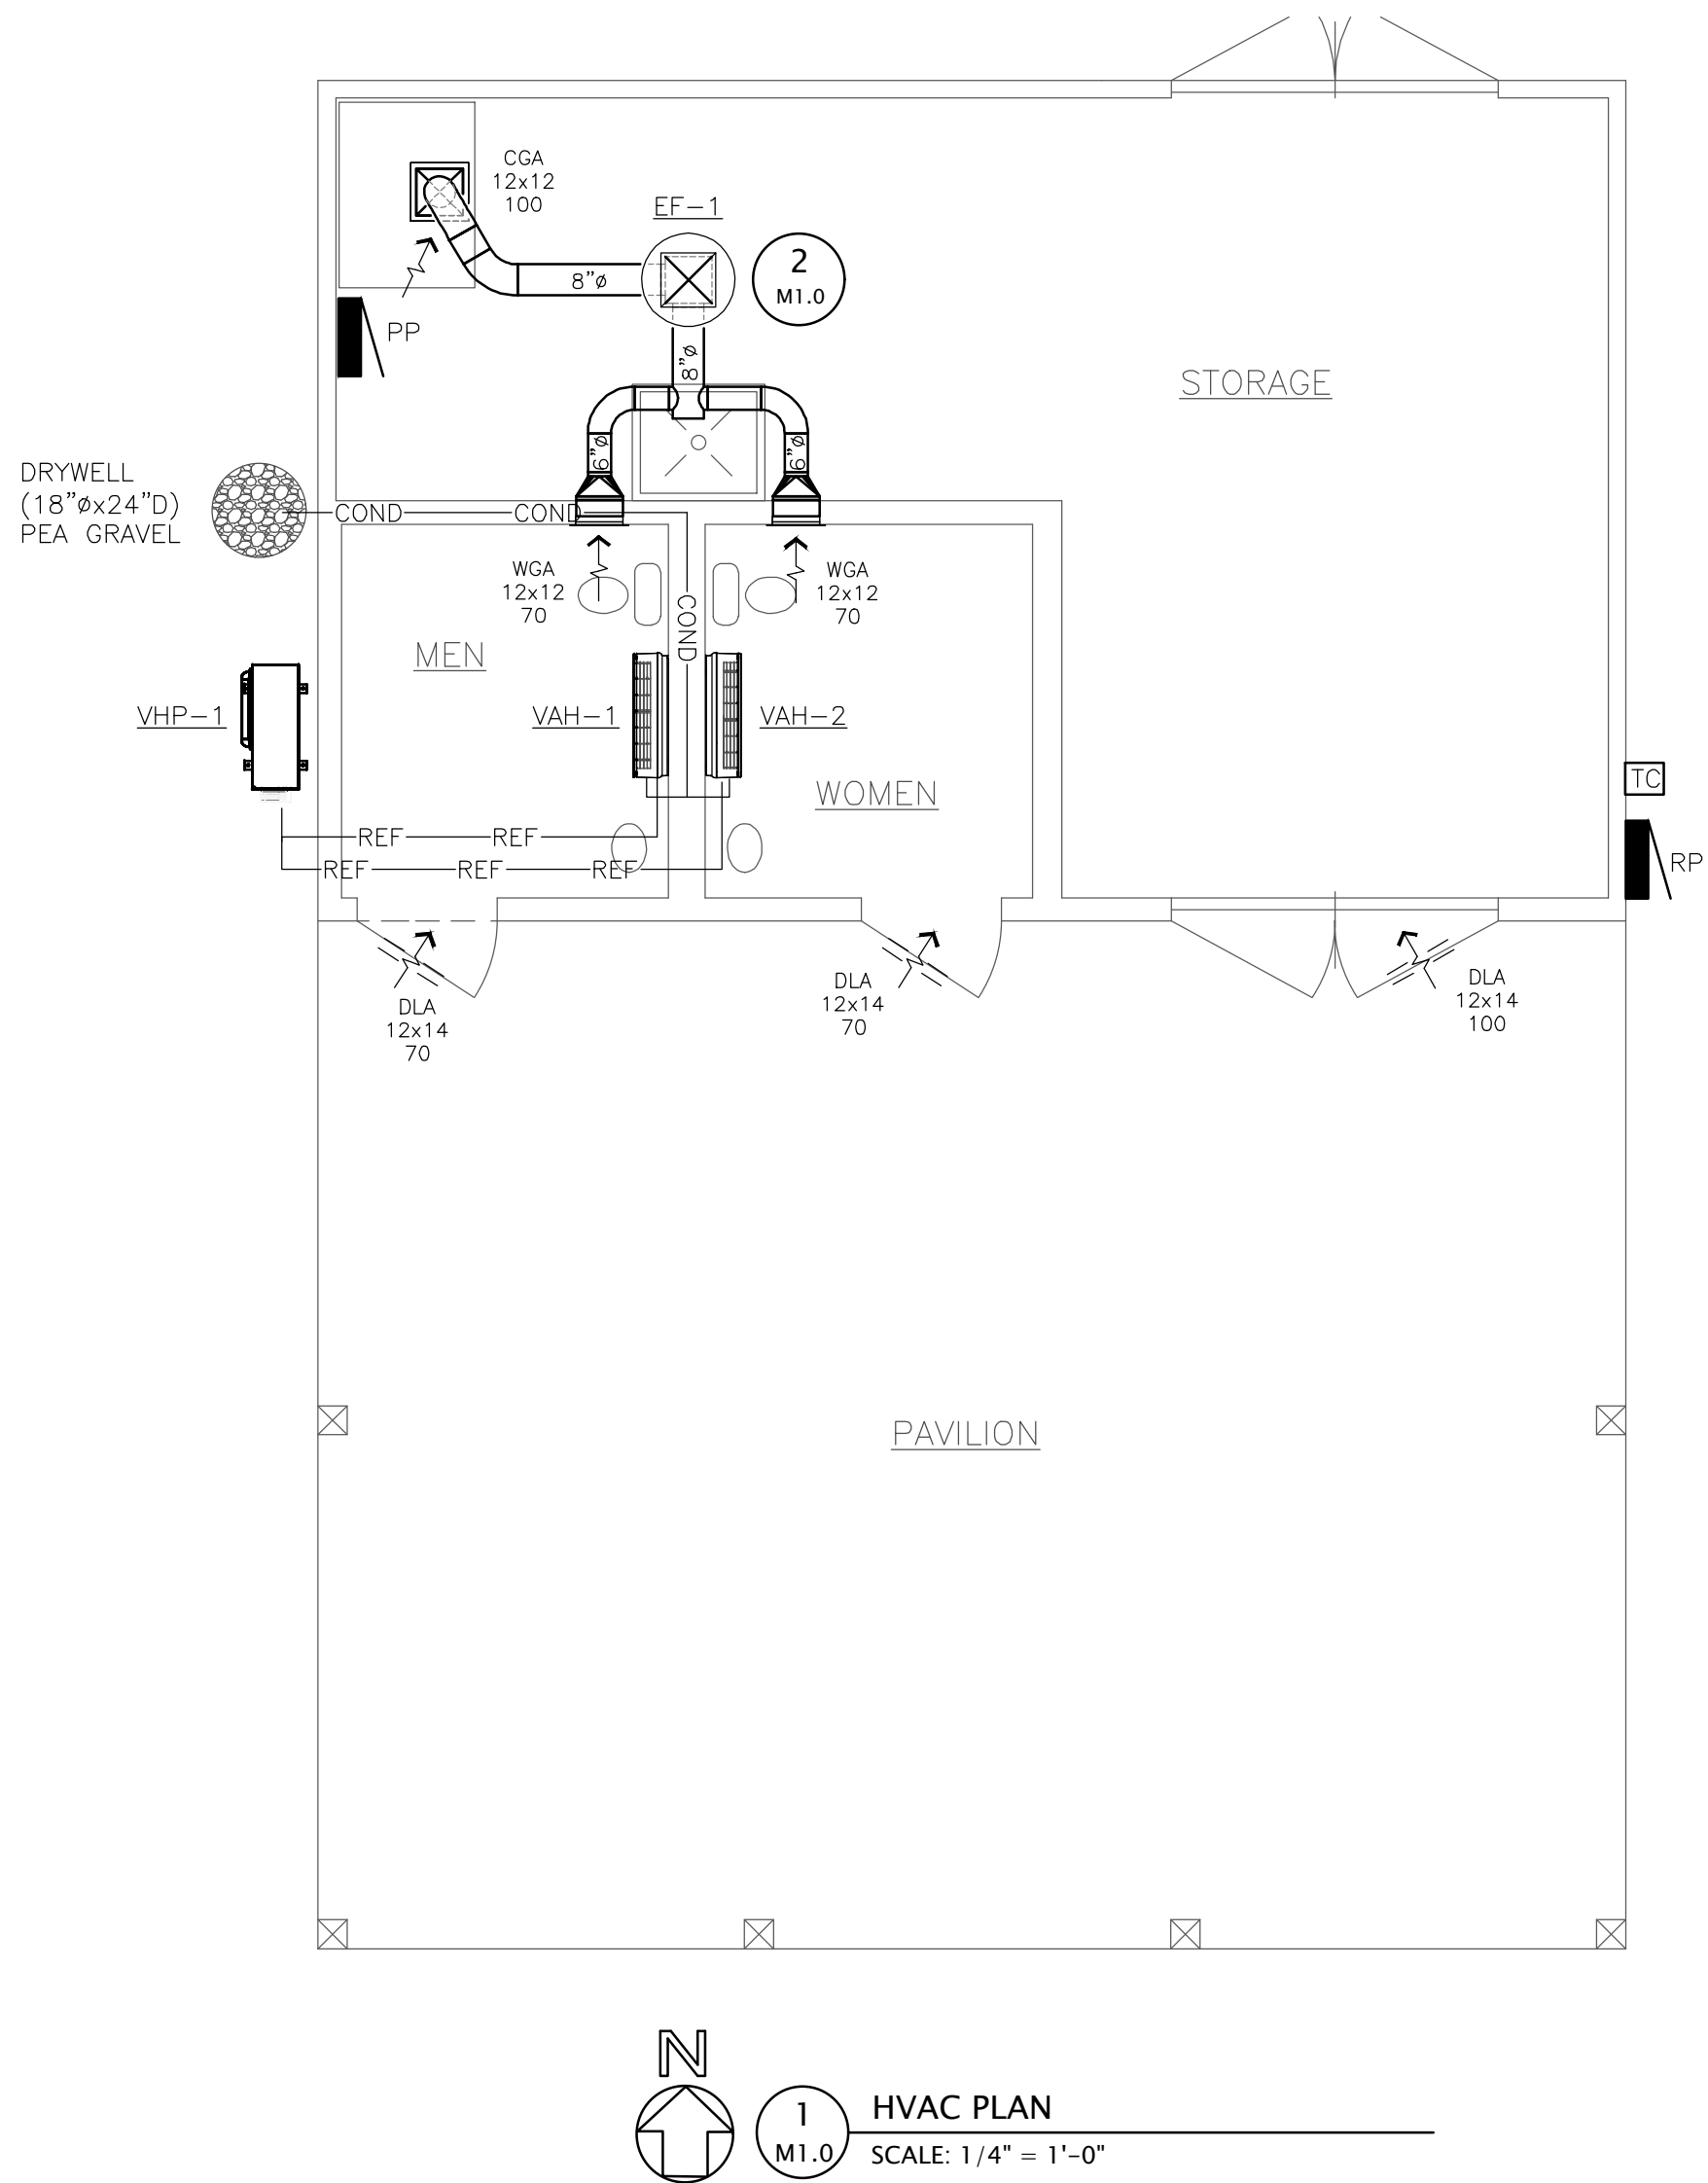 CGA
12x12
100
EF-1
2
M1.0
8"ø
PP
8"ø
STORAGE
6"ø
6"ø
DRYWELL
(18"øx24"D)
PEA GRAVEL
COND
COND
WGA
12x12
70
WGA
12x12
70
COND
MEN
VHP-1
VAH-1
VAH-2
WOMEN
TC
REF
REF
REF
REF
REF
RP
DLA
12x14
70
DLA
12x14
70
DLA
12x14
100
PAVILION
N
1
M1.0
HVAC PLAN
SCALE: 1/4" = 1'-0"